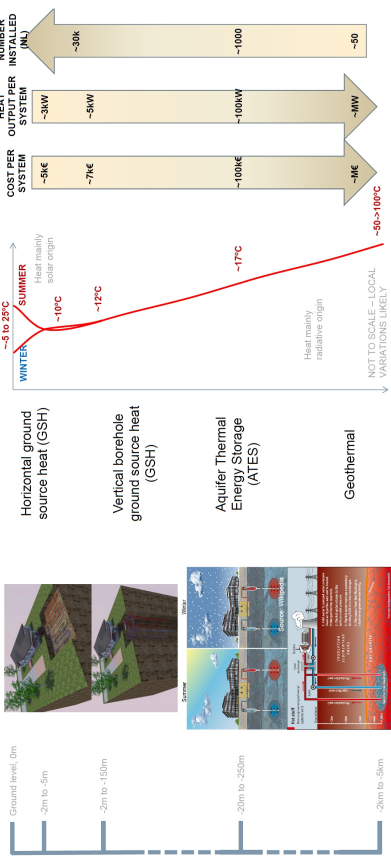 Ground level, 0m
-2m to -5m
-2m to -150m
-20m to -250m
-2km to -5km
Summer
Winter
Source: Wikipedia
Horizontal ground
source heat (GSH)
Vertical borehole
ground source heat
(GSH)
Aquifer Thermal
Energy Storage
(ATES)
Geothermal
~-5 to 25°C
WINTER
SUMMER
Heat mainly
solar origin
~10°C
~12°C
~17°C
Heat mainly
radiative origin
~50->100°C
NOT TO SCALE – LOCAL
VARIATIONS LIKELY
COST PER
SYSTEM
~5k€
~7k€
~100k€
~M€
HEAT
OUTPUT PER
SYSTEM
~3kW
~5kW
~100kW
~MW
NUMBER
INSTALLED
(NL)
~30k
~1000
~50